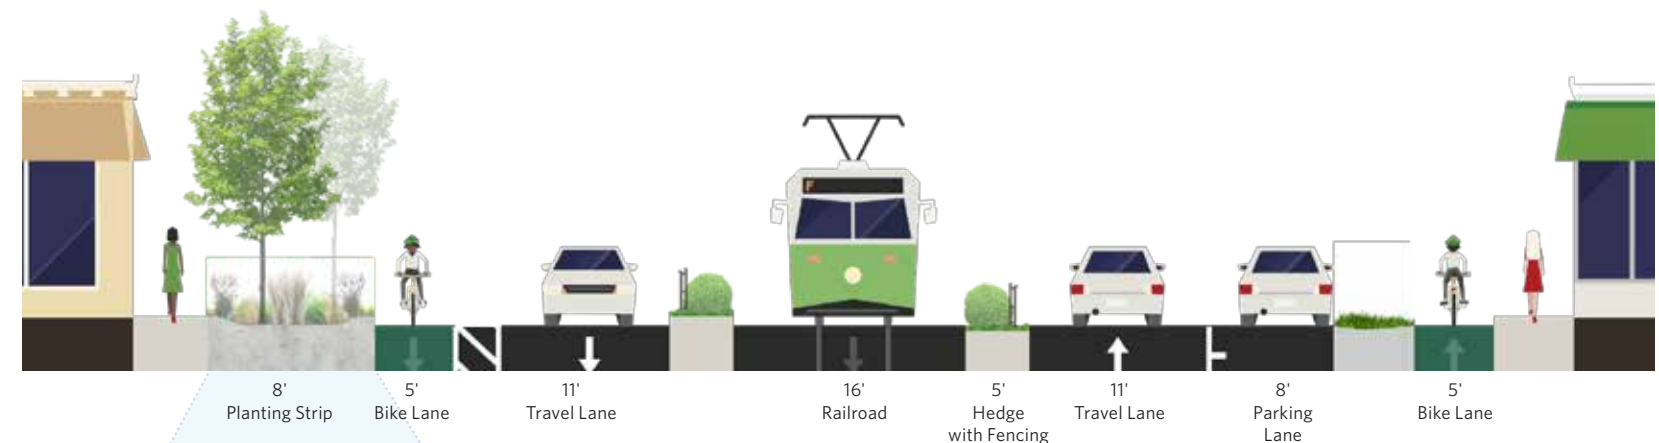 F
8'
Planting Strip
5'
Bike Lane
11'
Travel Lane
16'
Railroad
5'
Hedge
with Fencing
11'
Travel Lane
8'
Parking
Lane
5'
Bike Lane